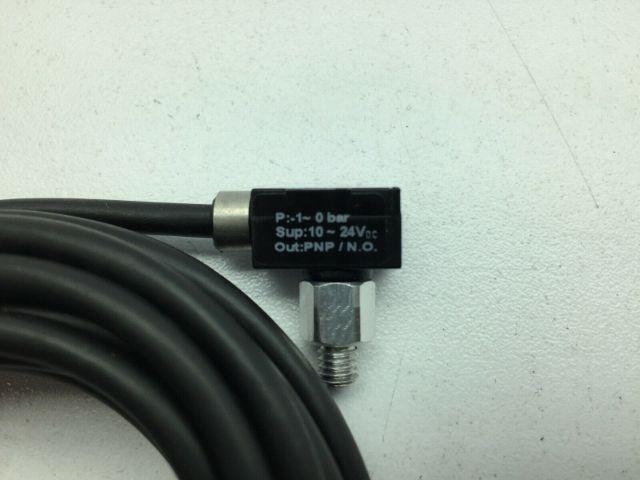 P:-1~ 0 bar
Sup:10 ~ 24VDC
Out:PNP / N.O.